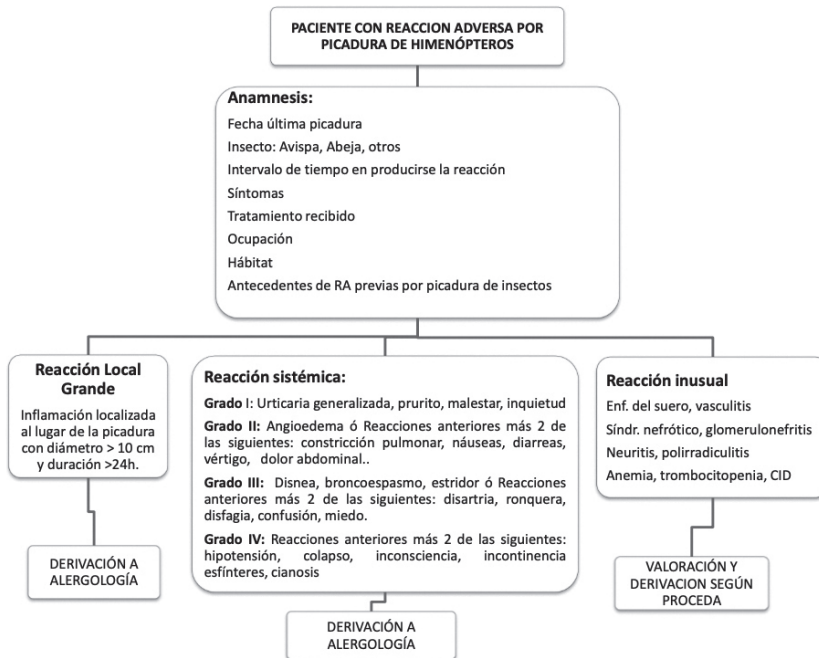 PACIENTE CON REACCION ADVERSA POR
PICADURA DE HIMENÓPTEROS
Anamnesis:
Fecha última picadura
Insecto: Avispa, Abeja, otros
Intervalo de tiempo en producirse la reacción
Síntomas
Tratamiento recibido
Ocupación
Hábitat
Antecedentes de RA previas por picadura de insectos
Reacción Local
Grande
Inflamación localizada
al lugar de la picadura
con diámetro > 10 cm
y duración >24h.
DERIVACIÓN A
ALERGOLOGÍA
Reacción sistémica:
Grado I: Urticaria generalizada, prurito, malestar, inquietud
Grado II: Angioedema ó Reacciones anteriores más 2 de
las siguientes: constricción pulmonar, náuseas, diarreas,
vértigo, dolor abdominal..
Grado III: Disnea, broncoespasmo, estridor ó Reacciones
anteriores más 2 de las siguientes: disartria, ronquera,
disfagia, confusión, miedo.
Grado IV: Reacciones anteriores más 2 de las siguientes:
hipotensión, colapso, inconsciencia, incontinencia
esfínteres, cianosis
DERIVACIÓN A
ALERGOLOGÍA
Reacción inusual
Enf. del suero, vasculitis
Síndr. nefrótico, glomerulonefritis
Neuritis, polirradiculitis
Anemia, trombocitopenia, CID
VALORACIÓN Y
DERIVACION SEGÚN
PROCEDA